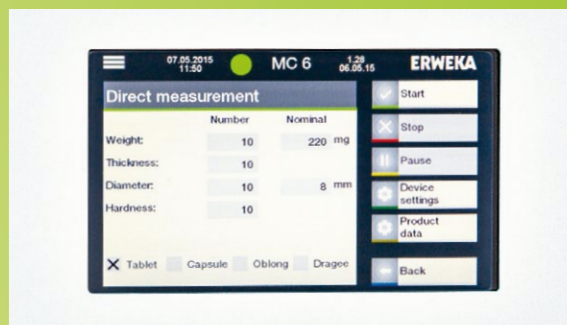 07.05.2015
11:50
MC 6
1.28
06.05.15
ERWEKA
Direct measurement
Start
Number Nominal
Stop
Weight: 10 220 mg
Thickness: 10
Pause
Diameter: 10 8 mm
Device
settings
Hardness: 10
Product
data
Tablet Capsule Oblong Dragee
Back